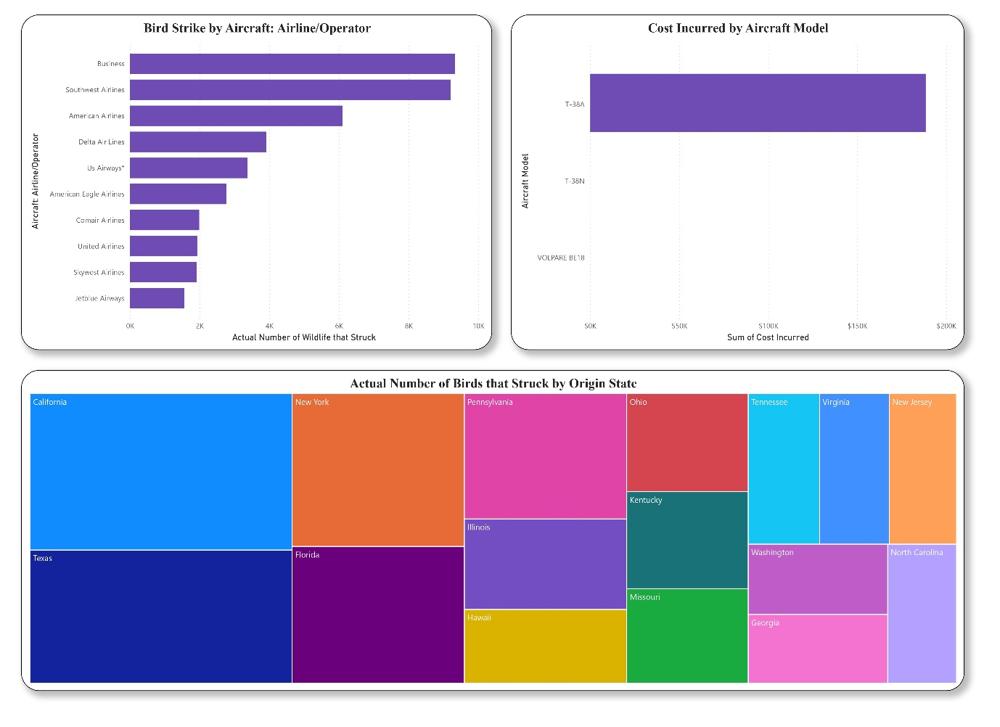 Bird Strike by Aircraft: Airline/Operator
Aircraft: Airline/Operator
Business
Southwest Airlines
American Airlines
Delta Air Lines
Us Airways*
American Eagle Airlines
Comair Airlines
United Airlines
Skywest Airlines
Jetblue Airways
0K 2K 4K 6K 8K 10K
Actual Number of Wildlife that Struck
Cost Incurred by Aircraft Model
Aircraft Model
T-38A
T-38N
VOLPARE BE18
$0K $50K $100K $150K $200K
Sum of Cost Incurred
Actual Number of Birds that Struck by Origin State
California
Texas
New York
Florida
Pennsylvania
Illinois
Hawaii
Ohio
Kentucky
Missouri
Tennessee
Virginia
New Jersey
Washington
Georgia
North Carolina